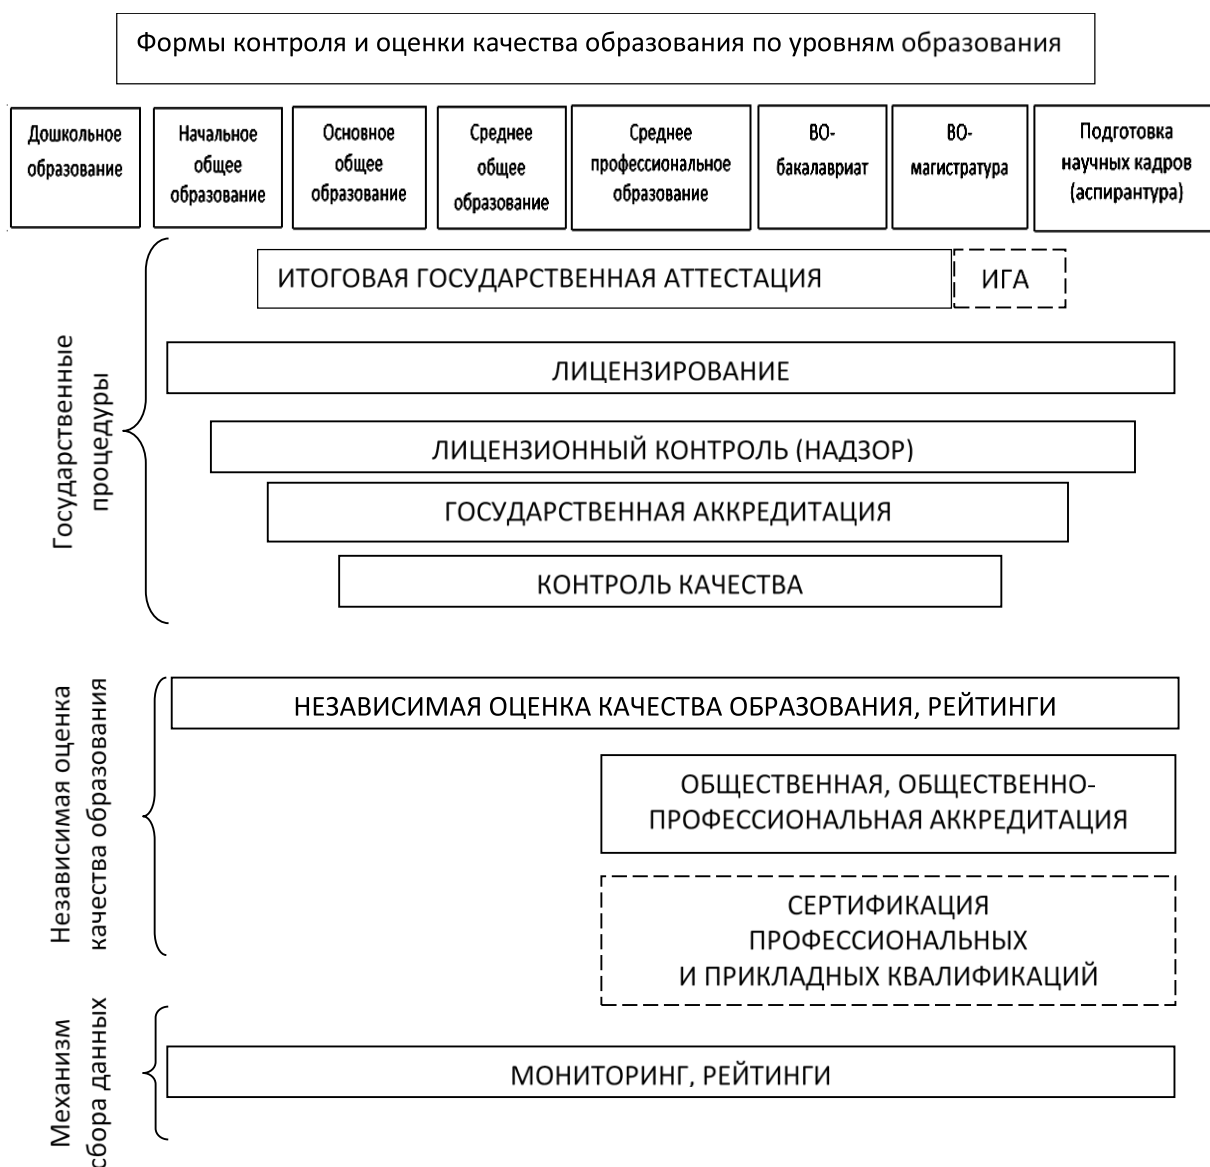 Формы контроля и оценки качества образования по уровням образования
Дошкольное
образование
Начальное
общее
образование
Основное
общее
образование
Среднее
общее
образование
Среднее
профессиональное
образование
ВО-
бакалавриат
ВО-
магистратура
Подготовка
научных кадров
(аспирантура)
Государственные
процедуры
ИТОГОВАЯ ГОСУДАРСТВЕННАЯ АТТЕСТАЦИЯ
ИГА
ЛИЦЕНЗИРОВАНИЕ
ЛИЦЕНЗИОННЫЙ КОНТРОЛЬ (НАДЗОР)
ГОСУДАРСТВЕННАЯ АККРЕДИТАЦИЯ
КОНТРОЛЬ КАЧЕСТВА
Независимая оценка
качества образования
НЕЗАВИСИМАЯ ОЦЕНКА КАЧЕСТВА ОБРАЗОВАНИЯ, РЕЙТИНГИ
ОБЩЕСТВЕННАЯ, ОБЩЕСТВЕННО-
ПРОФЕССИОНАЛЬНАЯ АККРЕДИТАЦИЯ
СЕРТИФИКАЦИЯ
ПРОФЕССИОНАЛЬНЫХ
И ПРИКЛАДНЫХ КВАЛИФИКАЦИЙ
Механизм
сбора данных
МОНИТОРИНГ, РЕЙТИНГИ